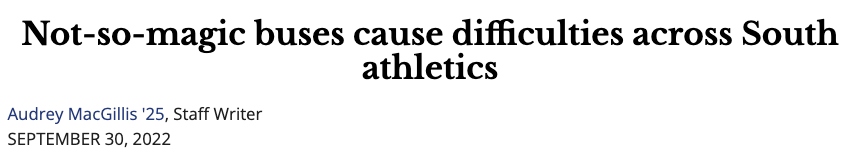 Not-so-magic buses cause difficulties across South
athletics
Audrey MacGillis '25, Staff Writer
SEPTEMBER 30, 2022